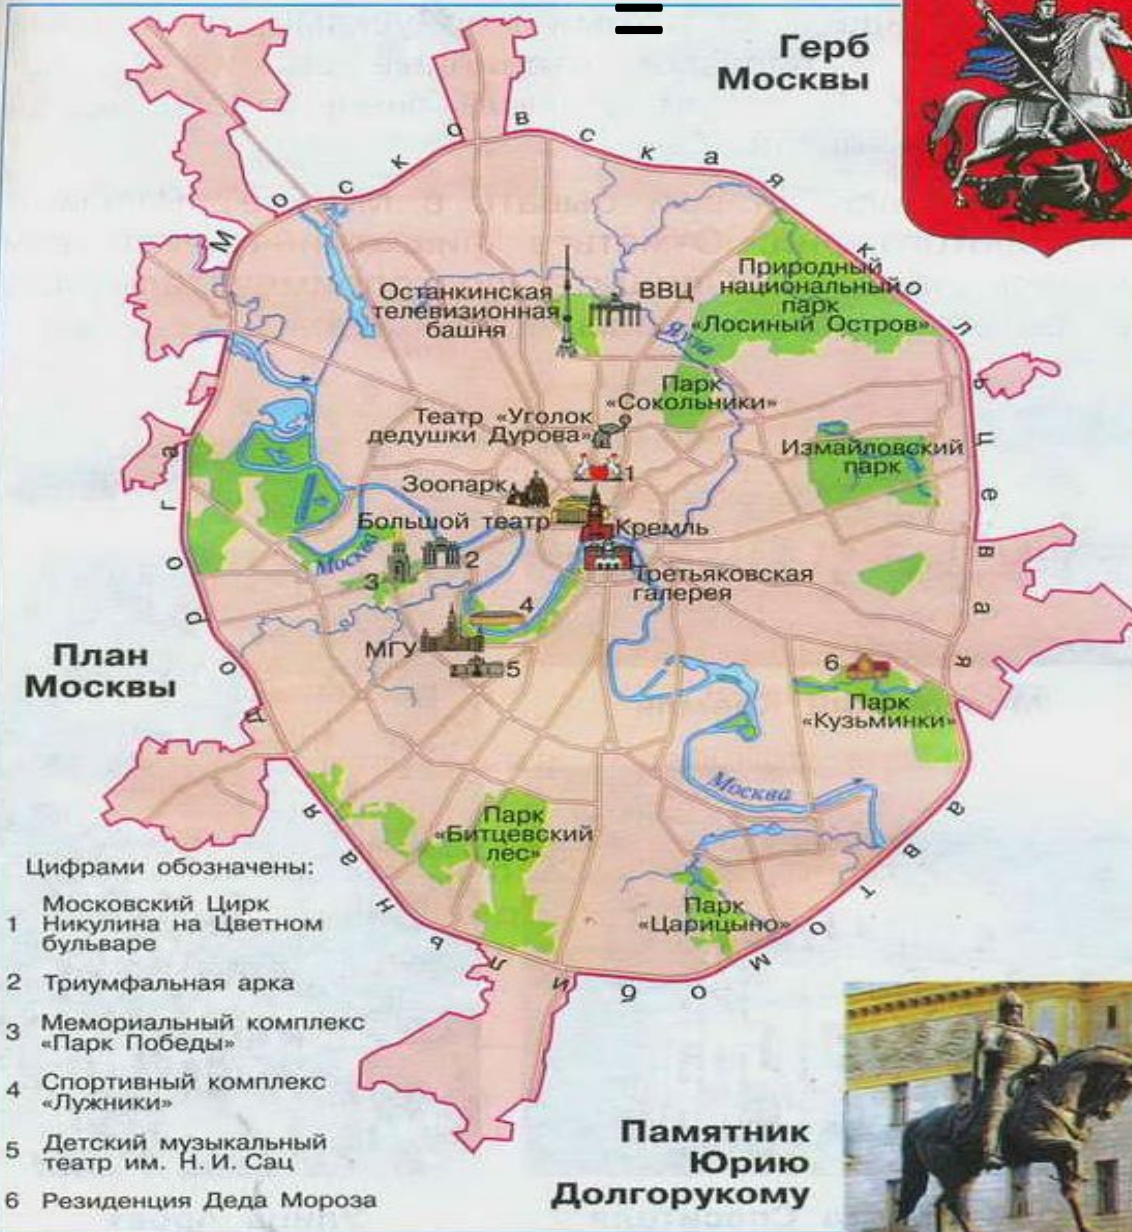 =
Герб
Москвы
Московская кольцевая
автомобильная дорога
Останкинская
телевизионная
башня
ВВЦ
Природный
национальный
парк
«Лосиный Остров»
Яуза
Парк
«Сокольники»
Театр «Уголок
дедушки Дурова»
Измайловский
парк
1
Зоопарк
Большой театр
Кремль
Москва
2
3
Третьяковская
галерея
4
МГУ
5
6
План
Москвы
Парк
«Кузьминки»
Москва
Парк
«Битцевский
лес»
Парк
«Царицыно»
Цифрами обозначены:
1 Московский Цирк
Никулина на Цветном
бульваре
2 Триумфальная арка
3 Мемориальный комплекс
«Парк Победы»
4 Спортивный комплекс
«Лужники»
5 Детский музыкальный
театр им. Н. И. Сац
6 Резиденция Деда Мороза
Памятник
Юрию
Долгорукому